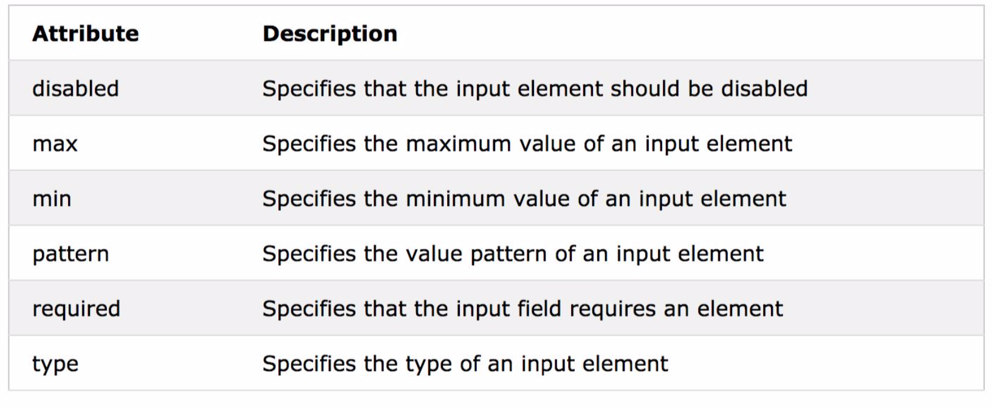 Attribute Description
disabled Specifies that the input element should be disabled
max Specifies the maximum value of an input element
min Specifies the minimum value of an input element
pattern Specifies the value pattern of an input element
required Specifies that the input field requires an element
type Specifies the type of an input element